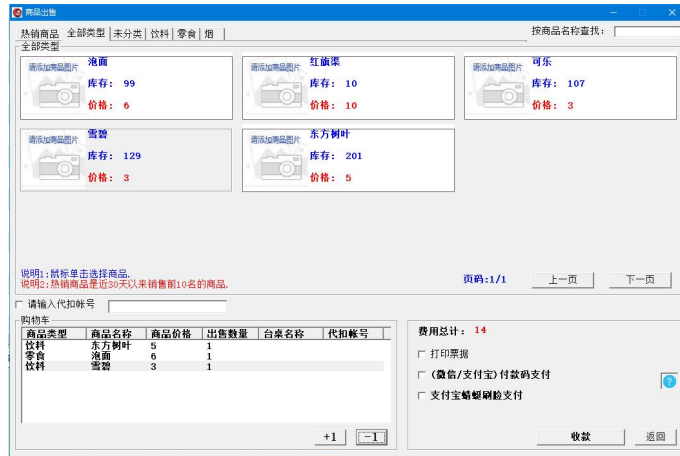 商品出售
热销商品 全部类型 未分类 饮料 零食 烟 按商品名称查找：
全部类型
请添加商品图片 泡面
库存： 99
价格： 6
请添加商品图片 红旗渠
库存： 10
价格： 10
请添加商品图片 可乐
库存： 107
价格： 3
请添加商品图片 雪碧
库存： 129
价格： 3
请添加商品图片 东方树叶
库存： 201
价格： 5
说明1:鼠标单击选择商品.
说明2:热销商品是近30天以来销售前10名的商品.
页码:1/1 上一页 下一页
请输入代扣帐号
购物车
商品类型 商品名称 商品价格 出售数量 台桌名称 代扣帐号
饮料 东方树叶 5 1
零食 泡面 6 1
饮料 雪碧 3 1
+1 -1
费用总计： 14
打印票据
(微信/支付宝)付款码支付
支付宝蜻蜓刷脸支付
?
收款 返回